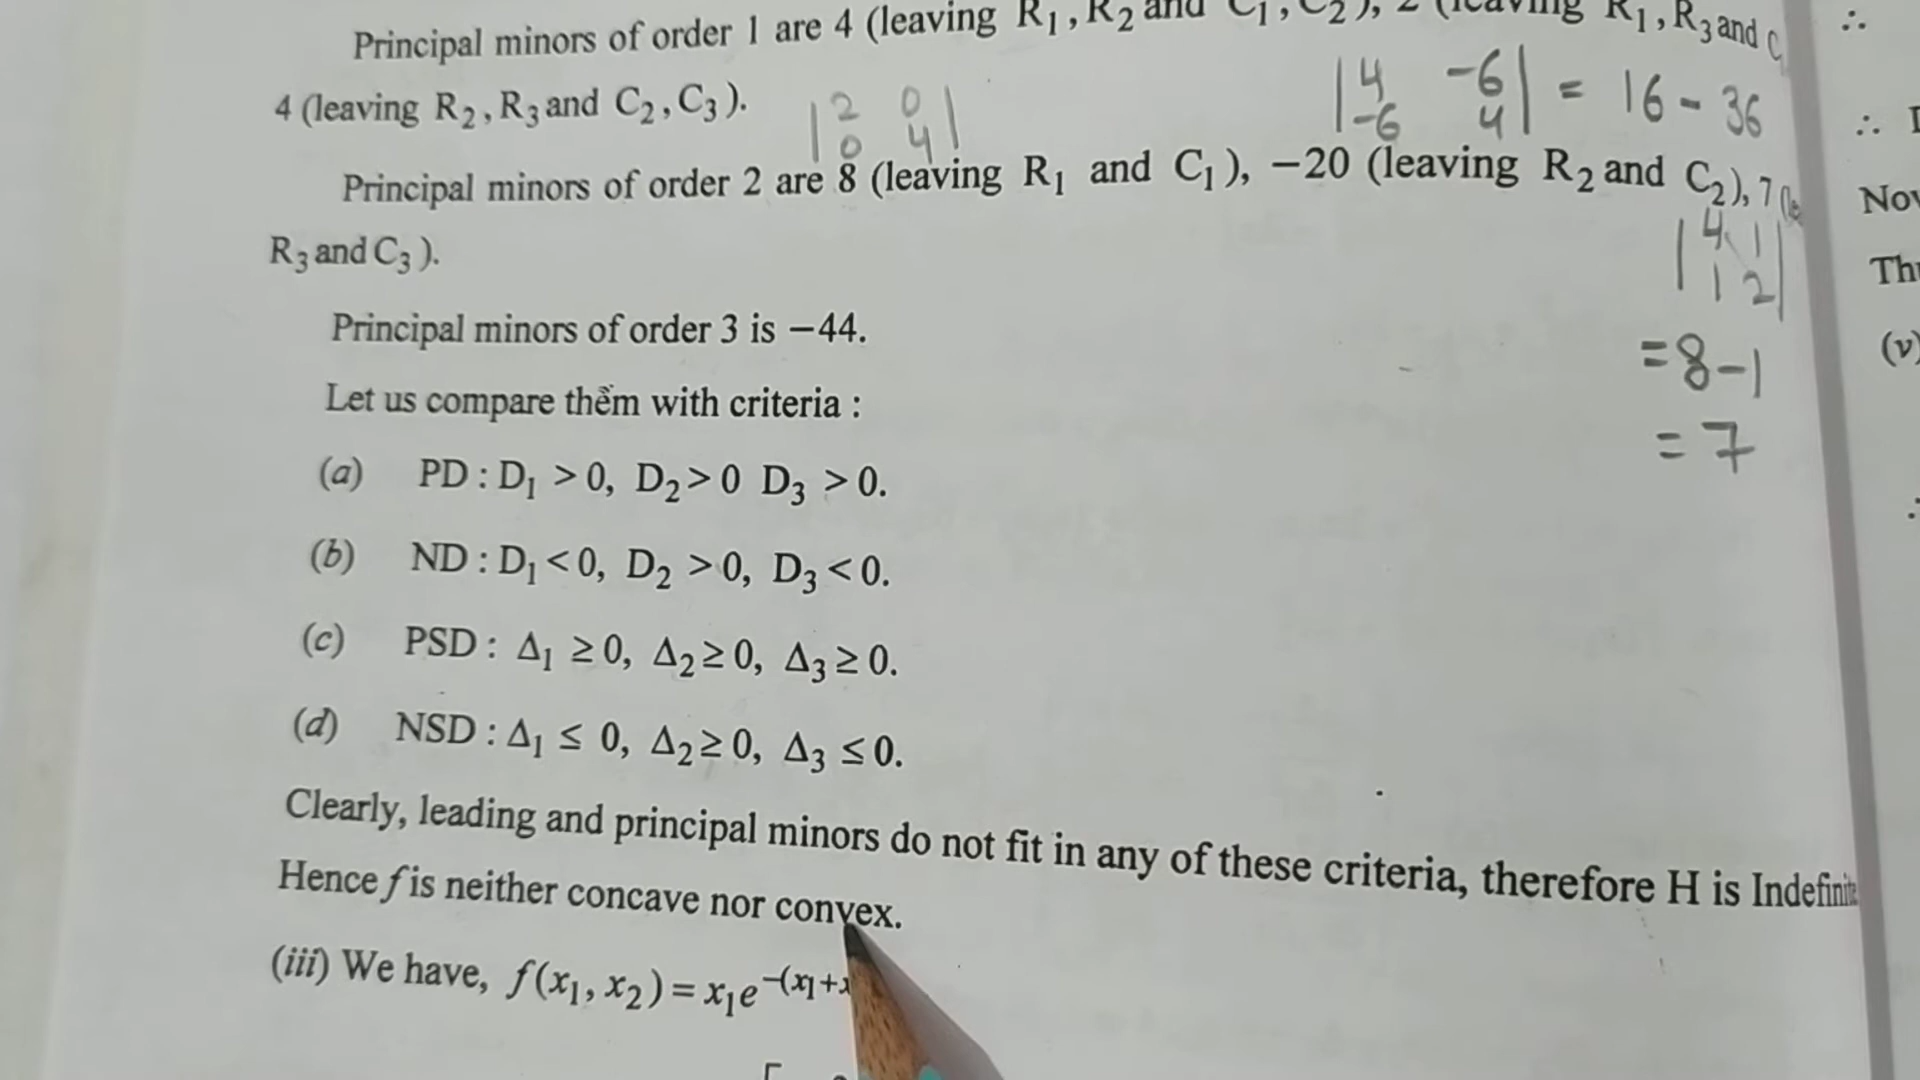 Principal minors of order 1 are 4 (leaving R₁, R₂ and C₁, C₂), 2 (leaving R₁, R₃ and C
4 (leaving R₂, R₃ and C₂, C₃).
|2 0|
|0 4|
|4 -6| = 16 - 36
|-6 4|
Principal minors of order 2 are 8 (leaving R₁ and C₁), −20 (leaving R₂ and C₂), 7
R₃ and C₃).
|4 1|
|1 2|
= 8 - 1
= 7
Principal minors of order 3 is −44.
Let us compare them with criteria :
(a) PD : D₁ > 0, D₂ > 0 D₃ > 0.
(b) ND : D₁ < 0, D₂ > 0, D₃ < 0.
(c) PSD : Δ₁ ≥ 0, Δ₂ ≥ 0, Δ₃ ≥ 0.
(d) NSD : Δ₁ ≤ 0, Δ₂ ≥ 0, Δ₃ ≤ 0.
Clearly, leading and principal minors do not fit in any of these criteria, therefore H is Indefinite
Hence f is neither concave nor convex.
(iii) We have, f(x₁, x₂) = x₁e^−(x₁+x
∴
∴
(v)